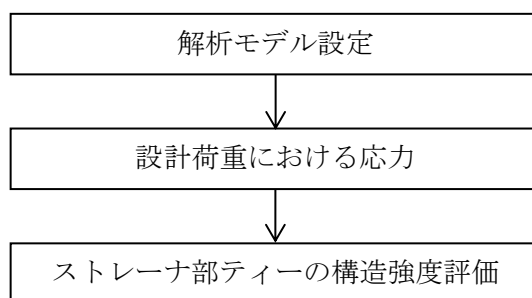 解析モデル設定
設計荷重における応力
ストレーナ部ティーの構造強度評価